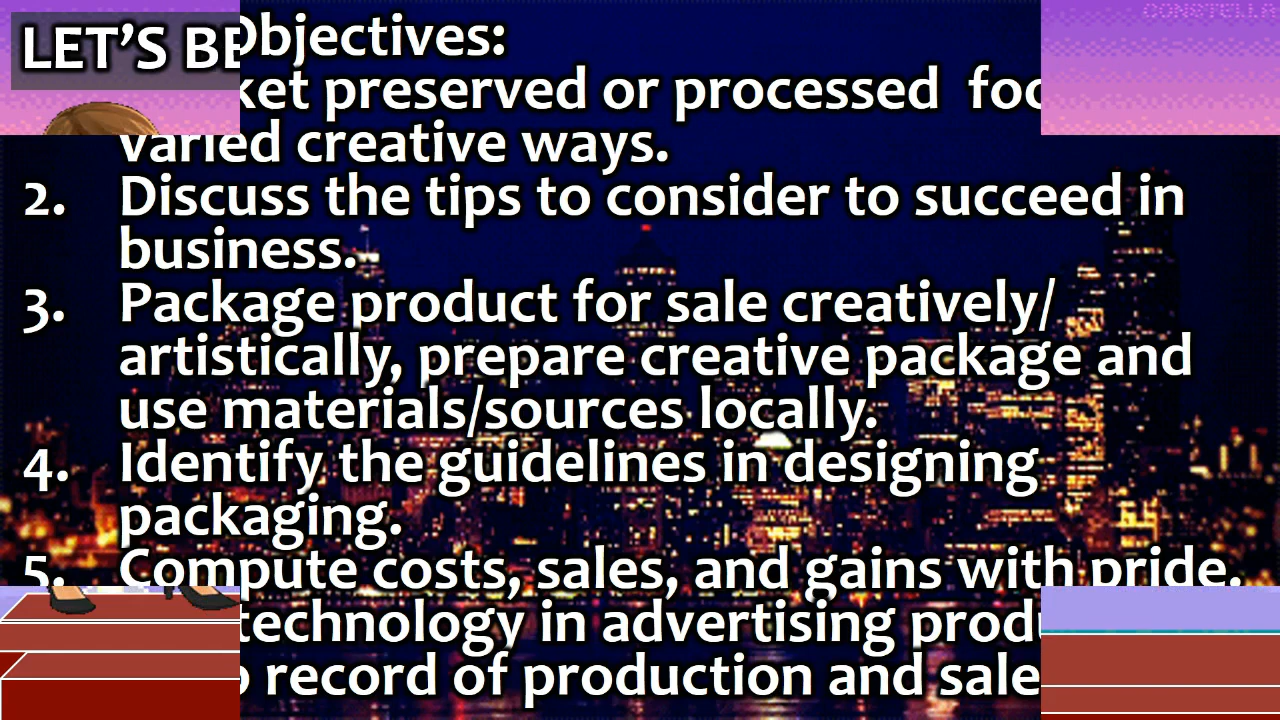 LET’S BE
Objectives:
ket preserved or processed foo
varied creative ways.
2. Discuss the tips to consider to succeed in
business.
3. Package product for sale creatively/
artistically, prepare creative package and
use materials/sources locally.
4. Identify the guidelines in designing
packaging.
5. Compute costs, sales, and gains with pride.
technology in advertising produ
record of production and sale